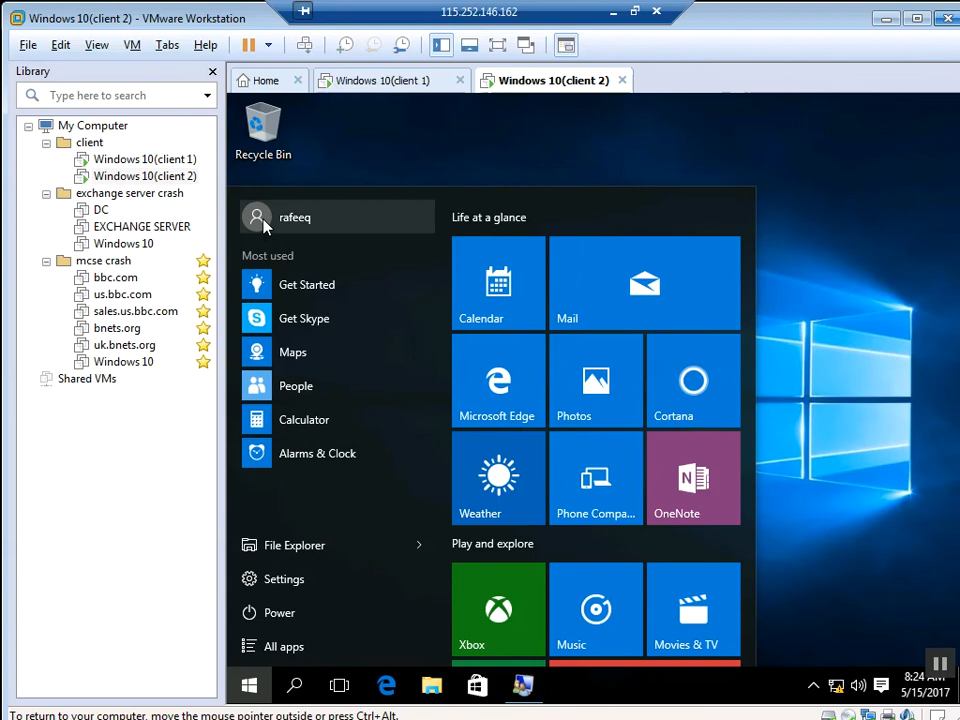 Windows 10(client 2) - VMware Workstation
115.252.146.162
File Edit View VM Tabs Help
Library
Type here to search
Home
Windows 10(client 1)
Windows 10(client 2)
My Computer
client
Windows 10(client 1)
Windows 10(client 2)
exchange server crash
DC
EXCHANGE SERVER
Windows 10
mcse crash
bbc.com
us.bbc.com
sales.us.bbc.com
bnets.org
uk.bnets.org
Windows 10
Shared VMs
Recycle Bin
rafeeq
Most used
Get Started
Get Skype
Maps
People
Calculator
Alarms & Clock
File Explorer
Settings
Power
All apps
Life at a glance
Calendar
Mail
Microsoft Edge
Photos
Cortana
Weather
Phone Compa...
OneNote
Play and explore
Xbox
Music
Movies & TV
8:24 AM
5/15/2017
To return to your computer, move the mouse pointer outside or press Ctrl+Alt.